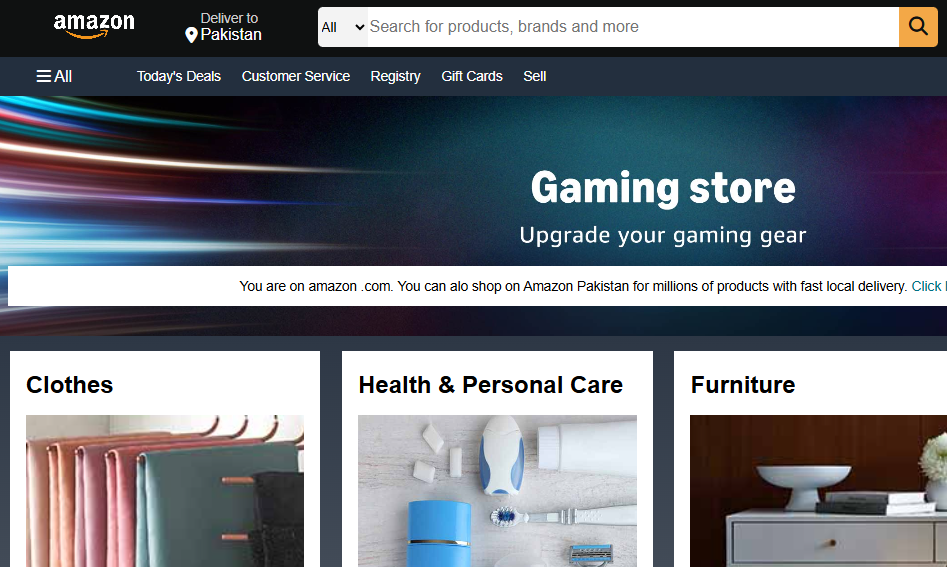 amazon
Deliver to
Pakistan
All
Search for products, brands and more
All
Today's Deals
Customer Service
Registry
Gift Cards
Sell
Gaming store
Upgrade your gaming gear
You are on amazon .com. You can alo shop on Amazon Pakistan for millions of products with fast local delivery. Click
Clothes
Health & Personal Care
Furniture